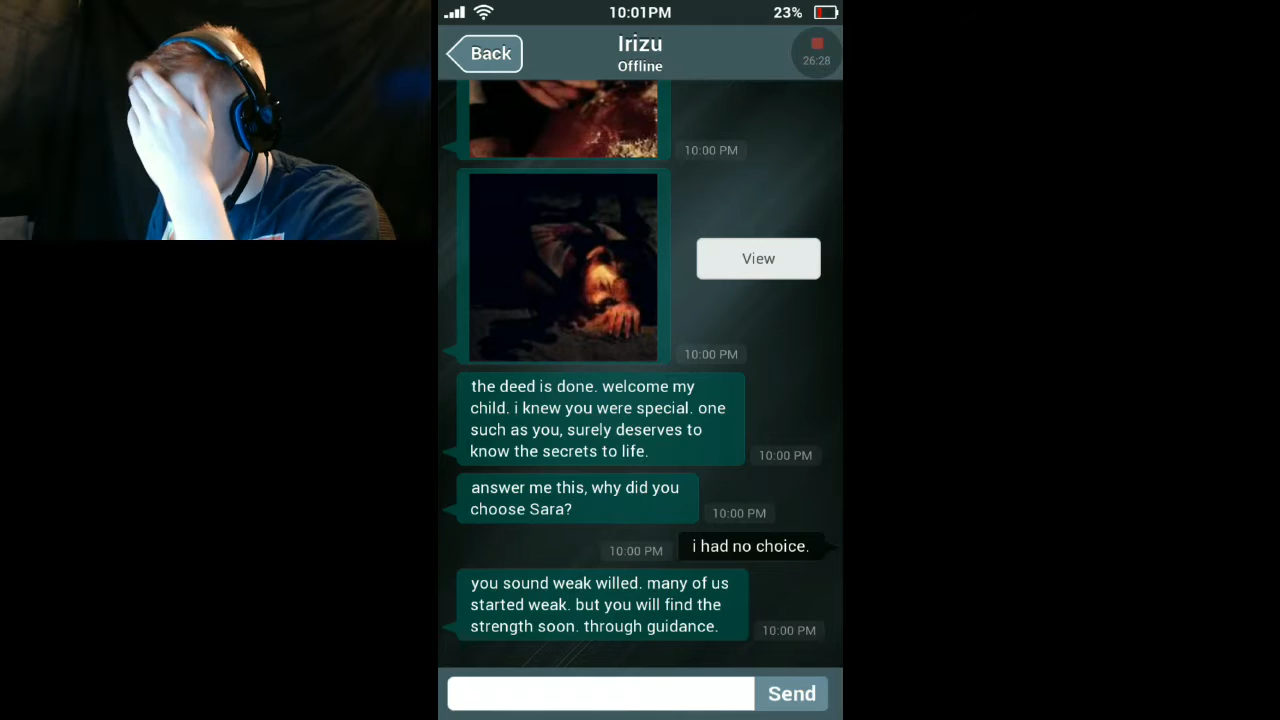 10:01PM
23%
Back
Irizu
Offline
26:28
10:00 PM
View
10:00 PM
the deed is done. welcome my
child. i knew you were special. one
such as you, surely deserves to
know the secrets to life.
10:00 PM
answer me this, why did you
choose Sara?
10:00 PM
10:00 PM
i had no choice.
you sound weak willed. many of us
started weak. but you will find the
strength soon. through guidance.
10:00 PM
Send